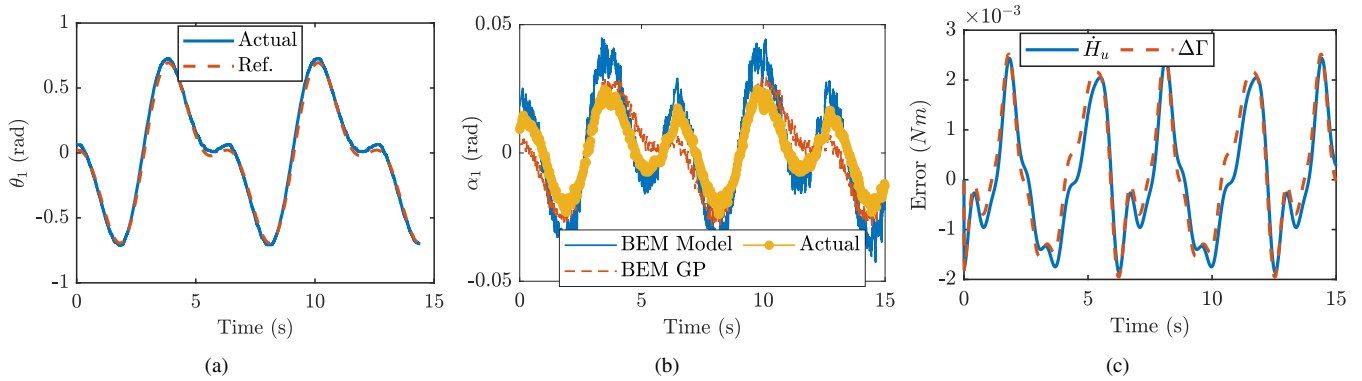 1
0.5
0
-0.5
-1
θ₁ (rad)
Actual
Ref.
0 5 10 15
Time (s)
(a)
0.05
0
-0.05
α₁ (rad)
BEM Model Actual
BEM GP
0 5 10 15
Time (s)
(b)
×10⁻³
3
2
1
0
-1
-2
Error (Nm)
Ḣᵤ ΔΓ
0 5 10 15
Time (s)
(c)